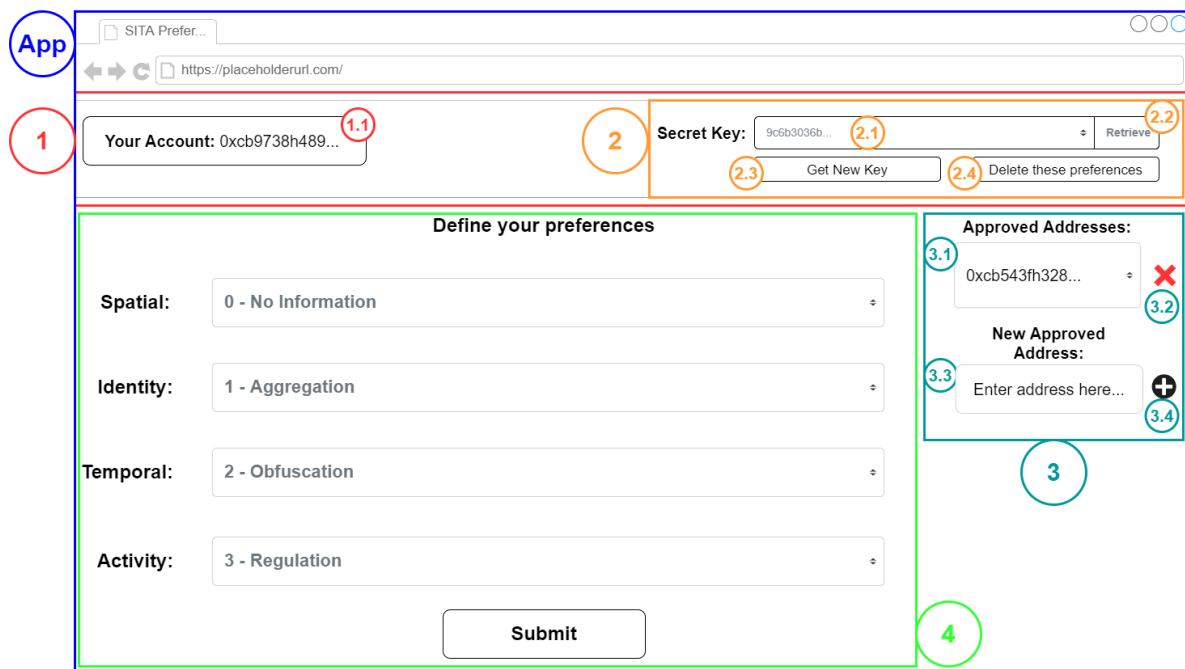 App
SITA Prefer...
https://placeholderurl.com/
1
Your Account: 0xcb9738h489...
1.1
2
Secret Key:
9c6b3036b...
2.1
Retrieve
2.2
2.3
Get New Key
2.4
Delete these preferences
Define your preferences
Spatial:
0 - No Information
Identity:
1 - Aggregation
Temporal:
2 - Obfuscation
Activity:
3 - Regulation
Submit
4
Approved Addresses:
3.1
0xcb543fh328...
3.2
New Approved
Address:
3.3
Enter address here...
3.4
3